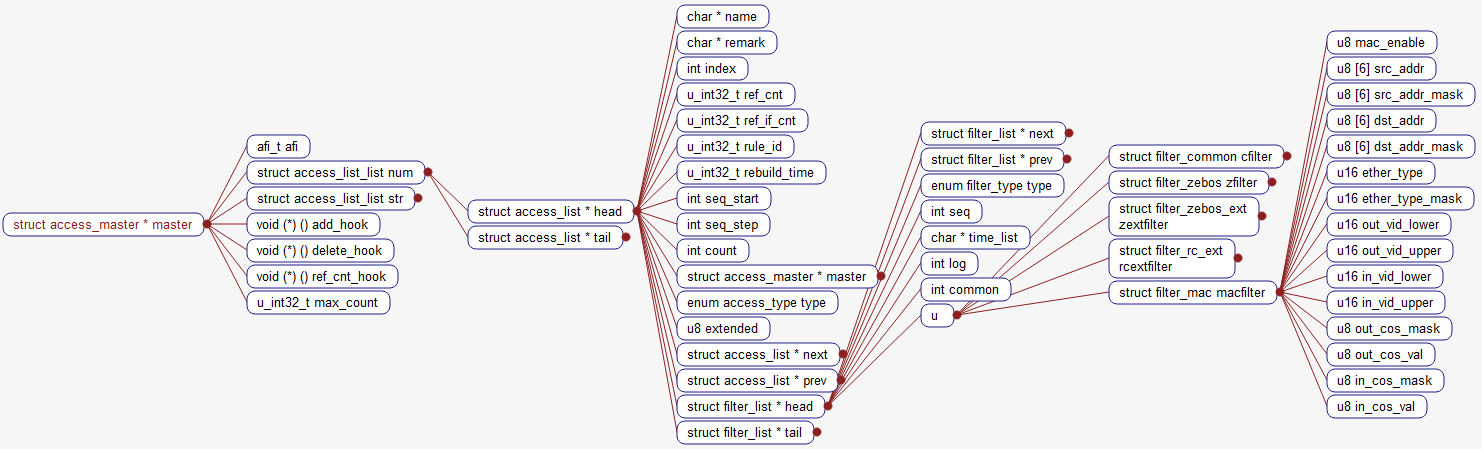 struct access_master * master
afi_t afi
struct access_list_list num
struct access_list_list str
void (*) () add_hook
void (*) () delete_hook
void (*) () ref_cnt_hook
u_int32_t max_count
struct access_list * head
struct access_list * tail
char * name
char * remark
int index
u_int32_t ref_cnt
u_int32_t ref_if_cnt
u_int32_t rule_id
u_int32_t rebuild_time
int seq_start
int seq_step
int count
struct access_master * master
enum access_type type
u8 extended
struct access_list * next
struct access_list * prev
struct filter_list * head
struct filter_list * tail
struct filter_list * next
struct filter_list * prev
enum filter_type type
int seq
char * time_list
int log
int common
u
struct filter_common cfilter
struct filter_zebos zfilter
struct filter_zebos_ext
zextfilter
struct filter_rc_ext
rcextfilter
struct filter_mac macfilter
u8 mac_enable
u8 [6] src_addr
u8 [6] src_addr_mask
u8 [6] dst_addr
u8 [6] dst_addr_mask
u16 ether_type
u16 ether_type_mask
u16 out_vid_lower
u16 out_vid_upper
u16 in_vid_lower
u16 in_vid_upper
u8 out_cos_mask
u8 out_cos_val
u8 in_cos_mask
u8 in_cos_val